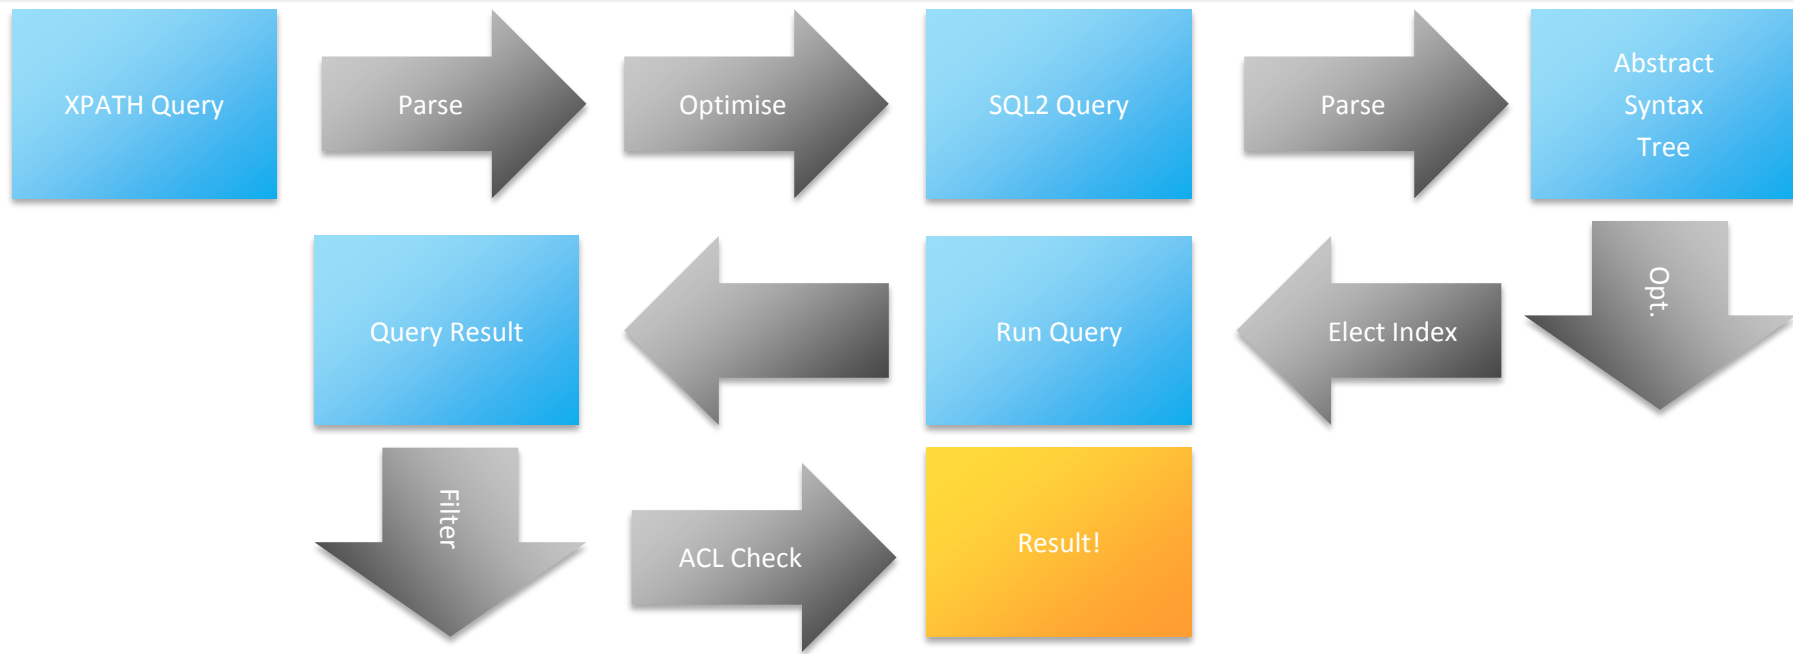 XPATH Query
Parse
Optimise
SQL2 Query
Parse
Abstract
Syntax
Tree
Opt.
Elect Index
Run Query
Query Result
Filter
ACL Check
Result!